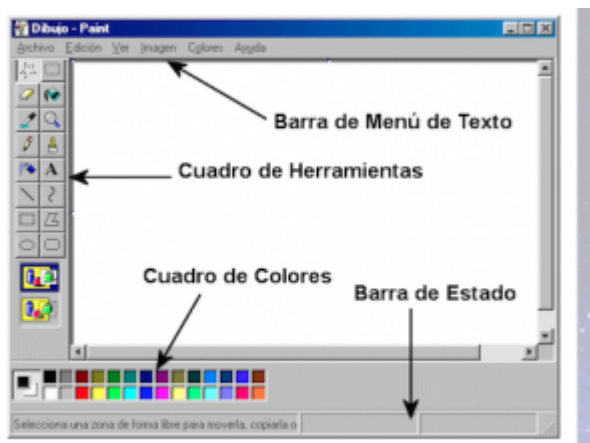 Dibujo - Paint
Archivo Edición Ver Imagen Colores Ayuda
Barra de Menú de Texto
A
Cuadro de Herramientas
Cuadro de Colores
Barra de Estado
Selecciona una zona de forma libre para moverla, copiarla o